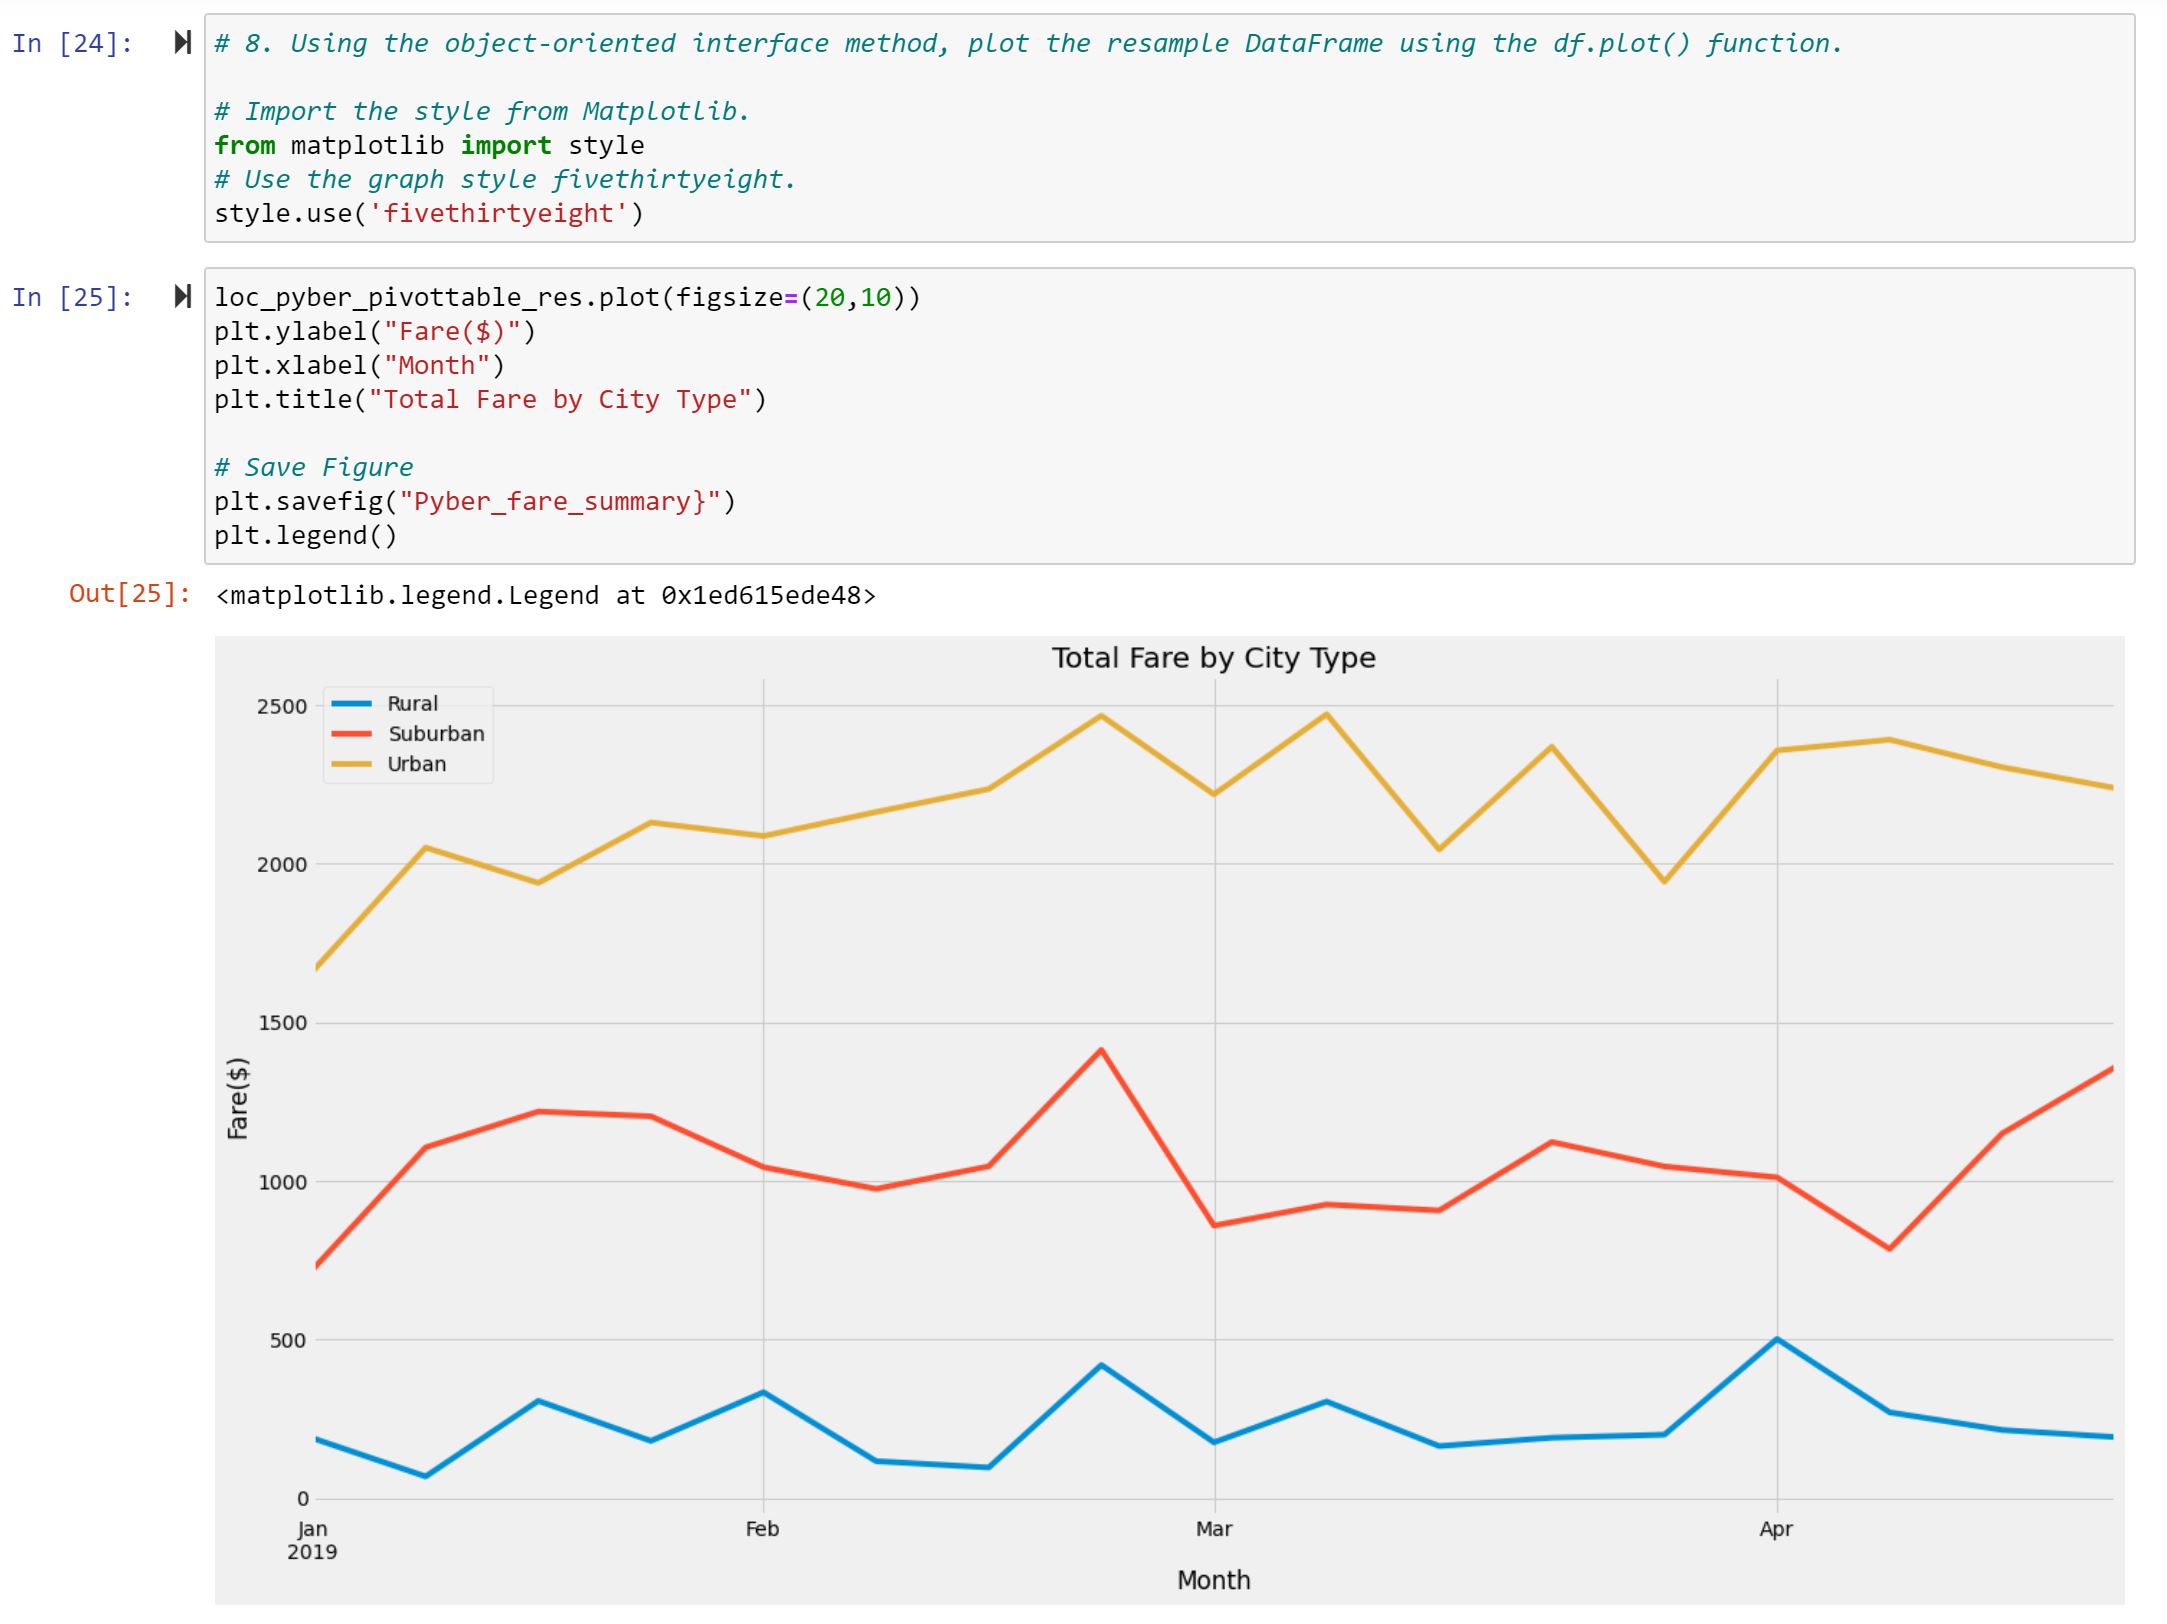 In [24]:
# 8. Using the object-oriented interface method, plot the resample DataFrame using the df.plot() function.
# Import the style from Matplotlib.
from matplotlib import style
# Use the graph style fivethirtyeight.
style.use('fivethirtyeight')
In [25]:
loc_pyber_pivottable_res.plot(figsize=(20,10))
plt.ylabel("Fare($)")
plt.xlabel("Month")
plt.title("Total Fare by City Type")
# Save Figure
plt.savefig("Pyber_fare_summary}")
plt.legend()
Out[25]:
<matplotlib.legend.Legend at 0x1ed615ede48>
Total Fare by City Type
Rural
Suburban
Urban
2500
2000
1500
1000
500
0
Fare($)
Jan
2019
Feb
Mar
Apr
Month